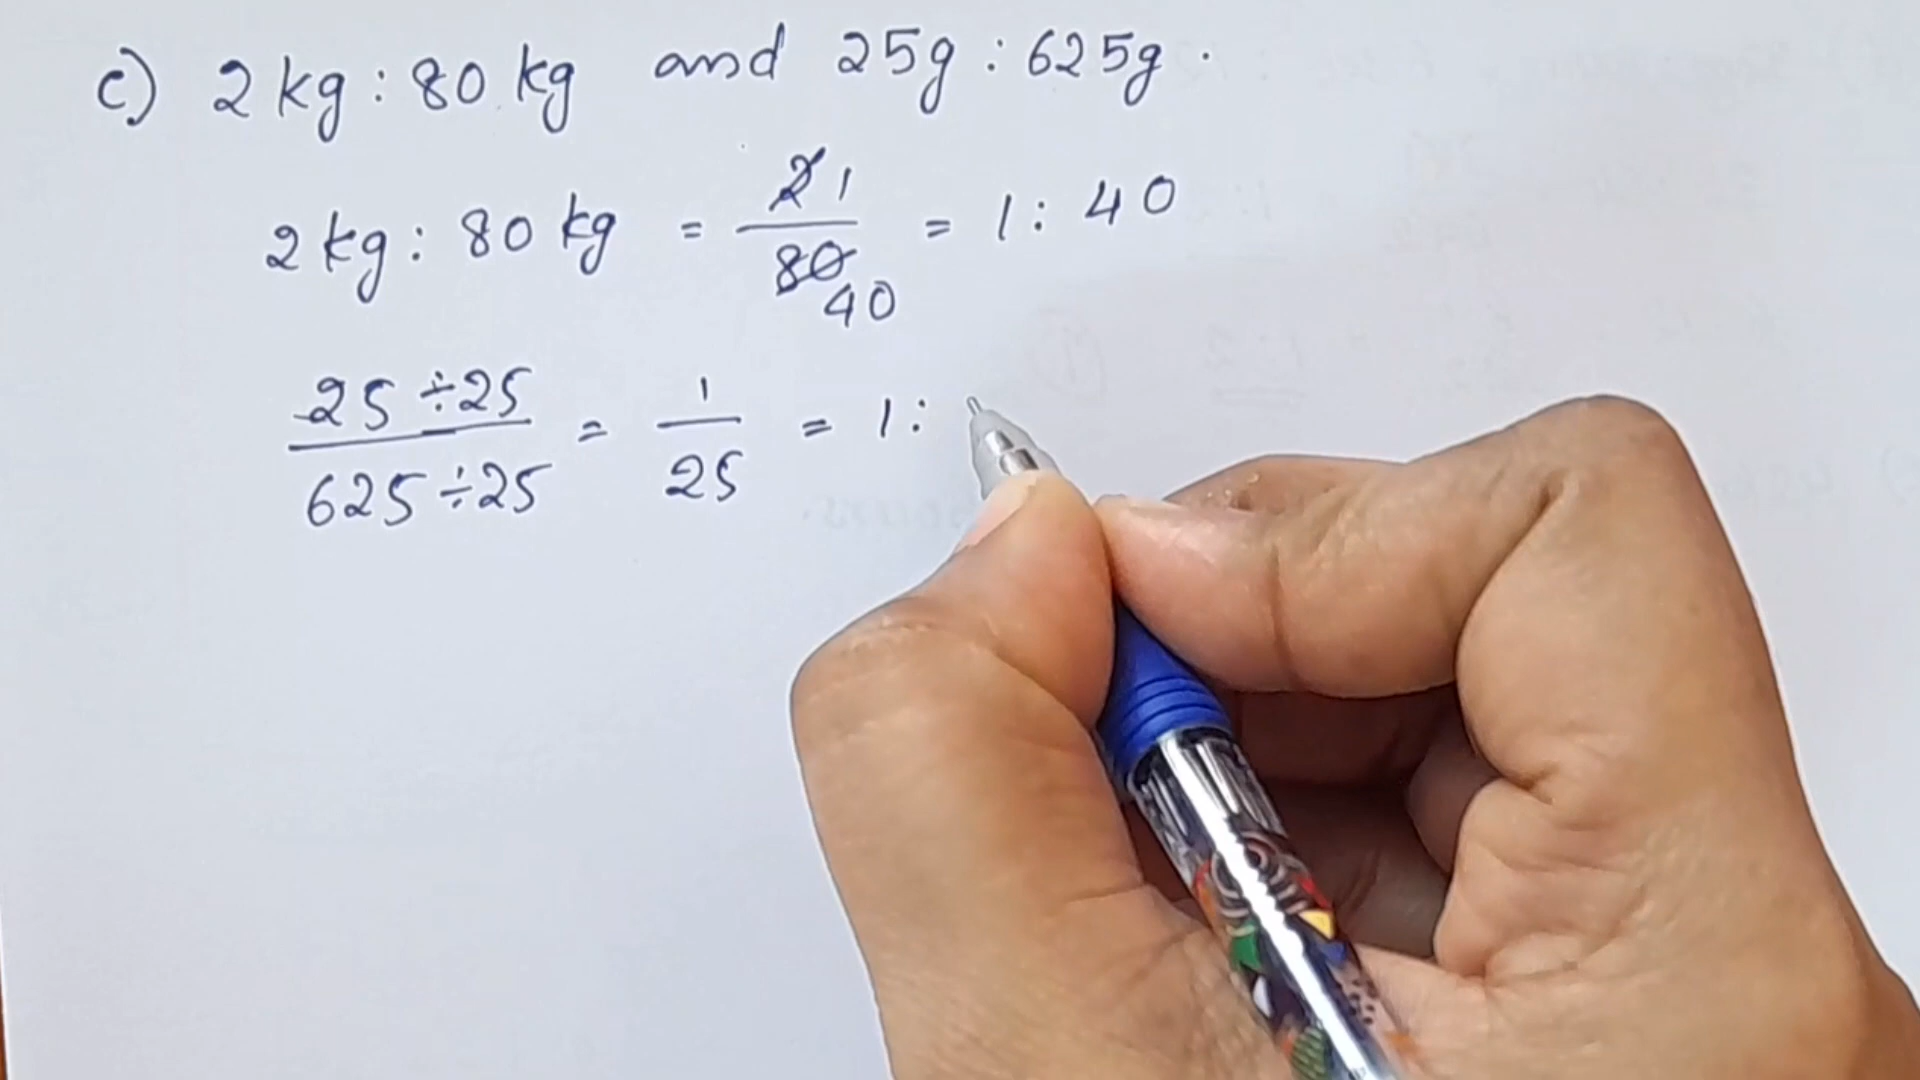 c) 2 kg : 80 kg and 25g : 625g.
2 kg : 80 kg = 2 1 / 80 40 = 1 : 40
25 ÷ 25 / 625 ÷ 25 = 1 / 25 = 1 :